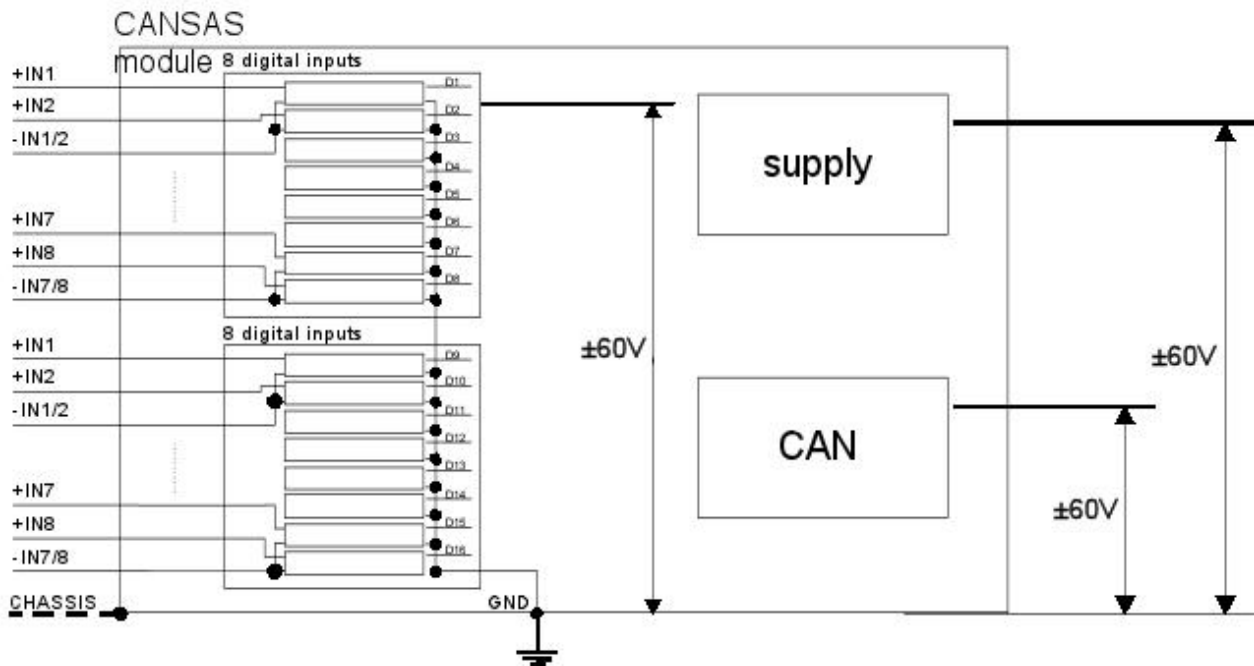 CANSAS
module
8 digital inputs
+IN1
+IN2
-IN1/2
+IN7
+IN8
-IN7/8
D1
D2
D3
D4
D5
D6
D7
D8
8 digital inputs
+IN1
+IN2
-IN1/2
+IN7
+IN8
-IN7/8
D9
D10
D11
D12
D13
D14
D15
D16
CHASSIS
GND
±60V
supply
CAN
±60V
±60V